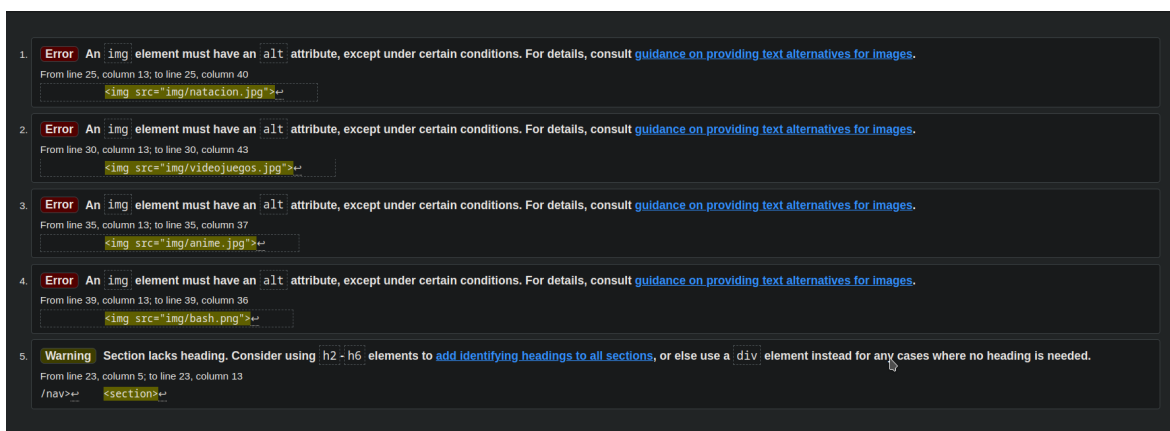 1. Error An img element must have an alt attribute, except under certain conditions. For details, consult guidance on providing text alternatives for images.
From line 25, column 13; to line 25, column 40
<img src="img/natacion.jpg">↩
2. Error An img element must have an alt attribute, except under certain conditions. For details, consult guidance on providing text alternatives for images.
From line 30, column 13; to line 30, column 43
<img src="img/videojuegos.jpg">↩
3. Error An img element must have an alt attribute, except under certain conditions. For details, consult guidance on providing text alternatives for images.
From line 35, column 13; to line 35, column 37
<img src="img/anime.jpg">↩
4. Error An img element must have an alt attribute, except under certain conditions. For details, consult guidance on providing text alternatives for images.
From line 39, column 13; to line 39, column 36
<img src="img/bash.png">↩
5. Warning Section lacks heading. Consider using h2-h6 elements to add identifying headings to all sections, or else use a div element instead for any cases where no heading is needed.
From line 23, column 5; to line 23, column 13
/nav>↩ <section>↩